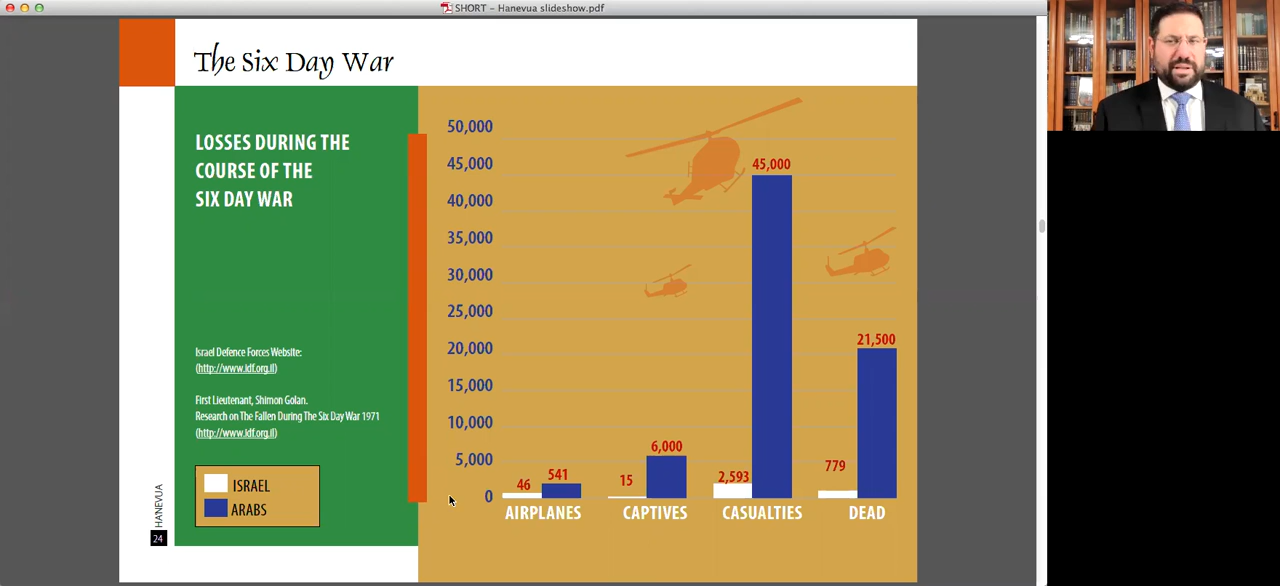 SHORT - Hanevua slideshow.pdf
The Six Day War
LOSSES DURING THE
COURSE OF THE
SIX DAY WAR
Israel Defence Forces Website:
(http://www.idf.org.il)
First Lieutenant, Shimon Golan.
Research on The Fallen During The Six Day War 1971
(http://www.idf.org.il)
ISRAEL
ARABS
HANEVUA
24
50,000
45,000
40,000
35,000
30,000
25,000
20,000
15,000
10,000
5,000
0
46
541
15
6,000
2,593
45,000
779
21,500
AIRPLANES
CAPTIVES
CASUALTIES
DEAD